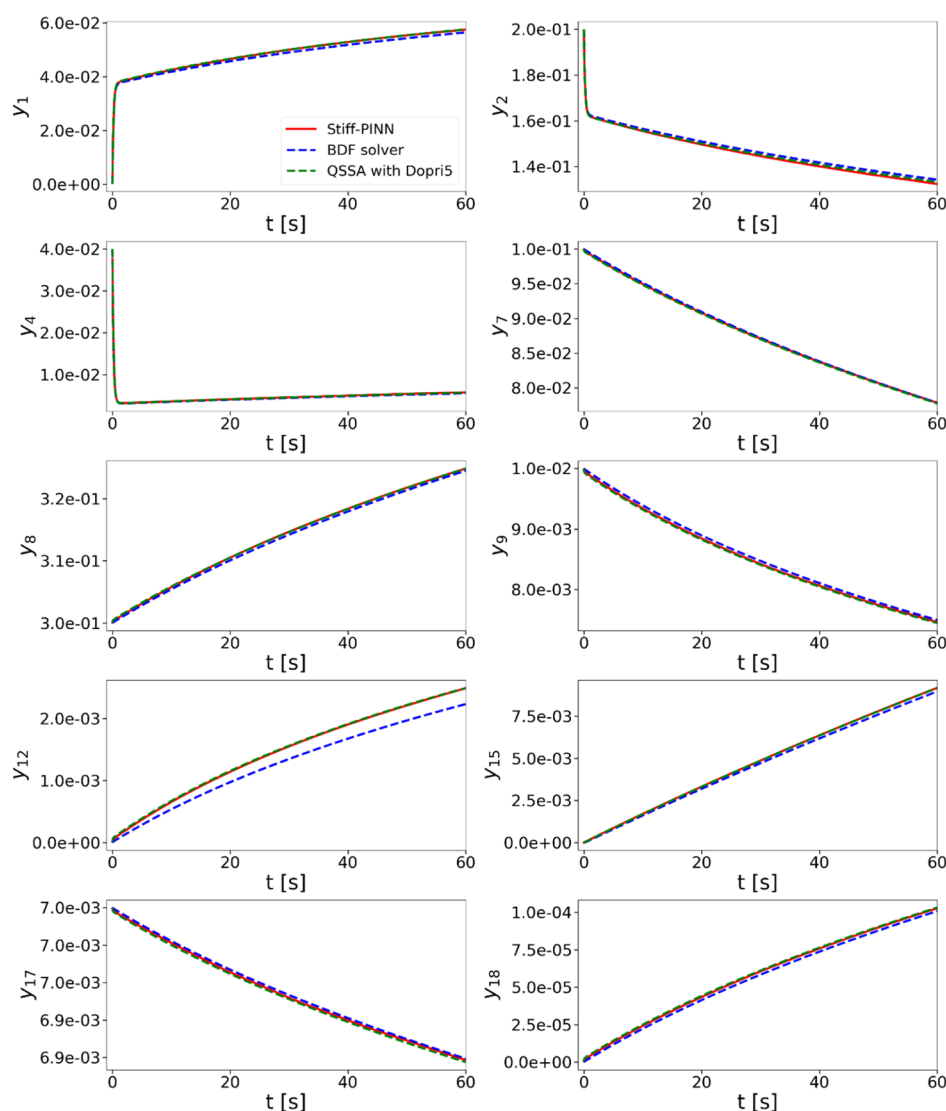 6.0e-02
4.0e-02
2.0e-02
0.0e+00
y1
Stiff-PINN
BDF solver
QSSA with Dopri5
0 20 40 60
t [s]
2.0e-01
1.8e-01
1.6e-01
1.4e-01
y2
0 20 40 60
t [s]
4.0e-02
3.0e-02
2.0e-02
1.0e-02
y4
0 20 40 60
t [s]
1.0e-01
9.5e-02
9.0e-02
8.5e-02
8.0e-02
y7
0 20 40 60
t [s]
3.2e-01
3.1e-01
3.0e-01
y8
0 20 40 60
t [s]
1.0e-02
9.0e-03
8.0e-03
y9
0 20 40 60
t [s]
2.0e-03
1.0e-03
0.0e+00
y12
0 20 40 60
t [s]
7.5e-03
5.0e-03
2.5e-03
0.0e+00
y15
0 20 40 60
t [s]
7.0e-03
7.0e-03
7.0e-03
6.9e-03
6.9e-03
y17
0 20 40 60
t [s]
1.0e-04
7.5e-05
5.0e-05
2.5e-05
0.0e+00
y18
0 20 40 60
t [s]